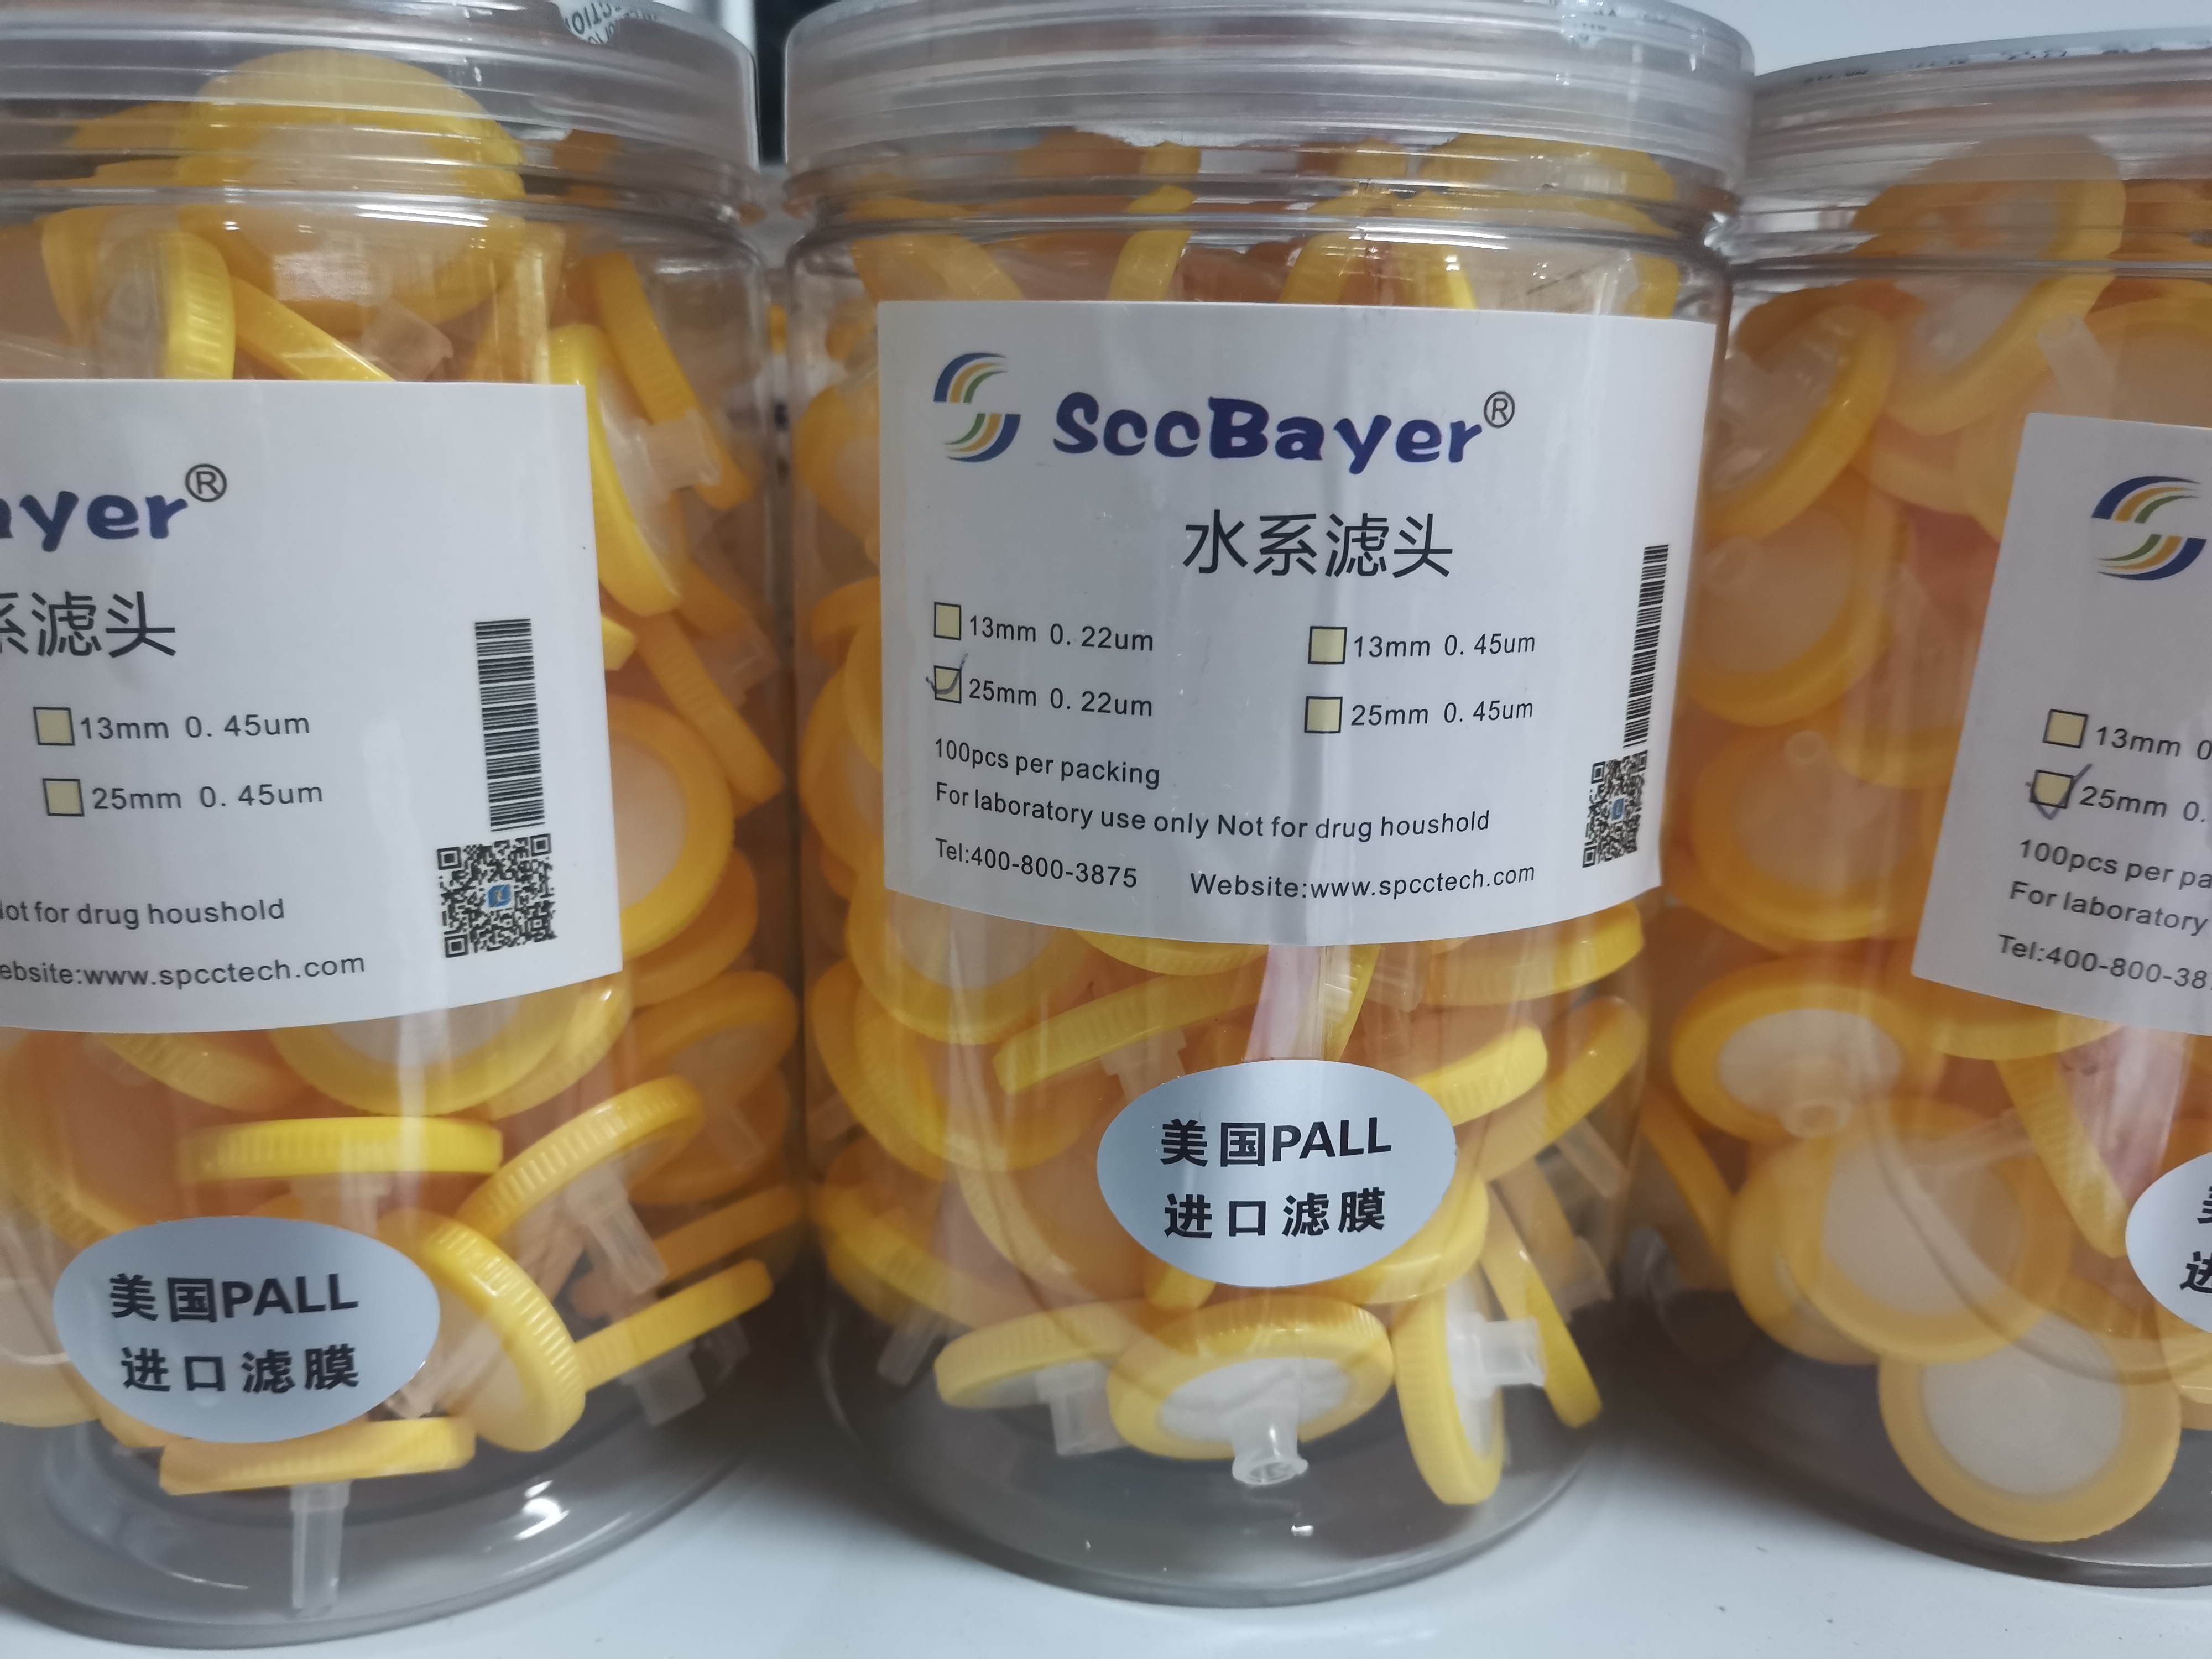 ayer®
系滤头
13mm 0. 45um
25mm 0. 45um
Not for drug houshold
ebsite:www.spcctech.com
美国PALL
进口滤膜
SccBayer®
水系滤头
13mm 0. 22um 13mm 0. 45um
25mm 0. 22um 25mm 0. 45um
100pcs per packing
For laboratory use only Not for drug houshold
Tel:400-800-3875 Website:www.spcctech.com
美国PALL
进口滤膜
13mm 0
25mm 0.
100pcs per pa
For laboratory
Tel:400-800-38